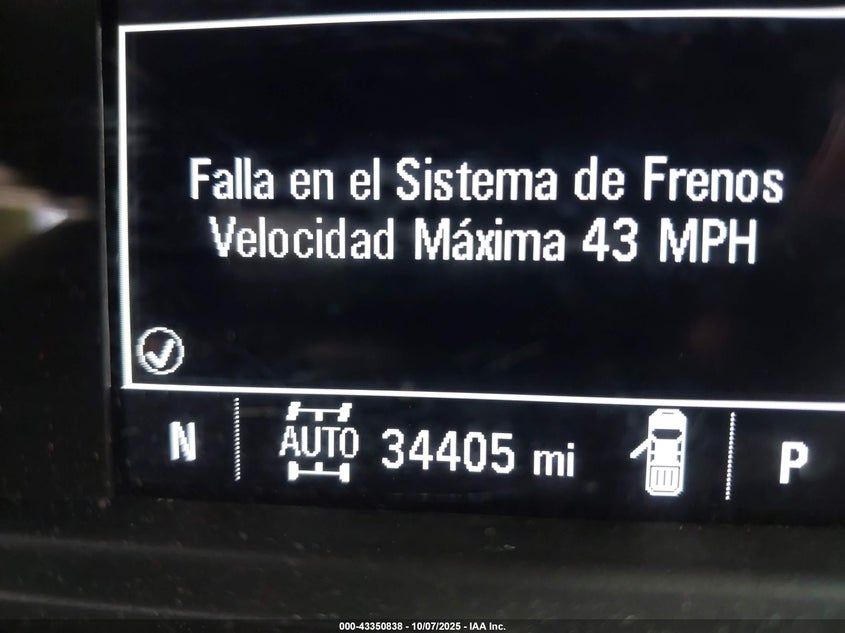 Falla en el Sistema de Frenos
Velocidad Máxima 43 MPH
N AUTO 34405 mi P
000-43350838 - 10/07/2025 - IAA Inc.